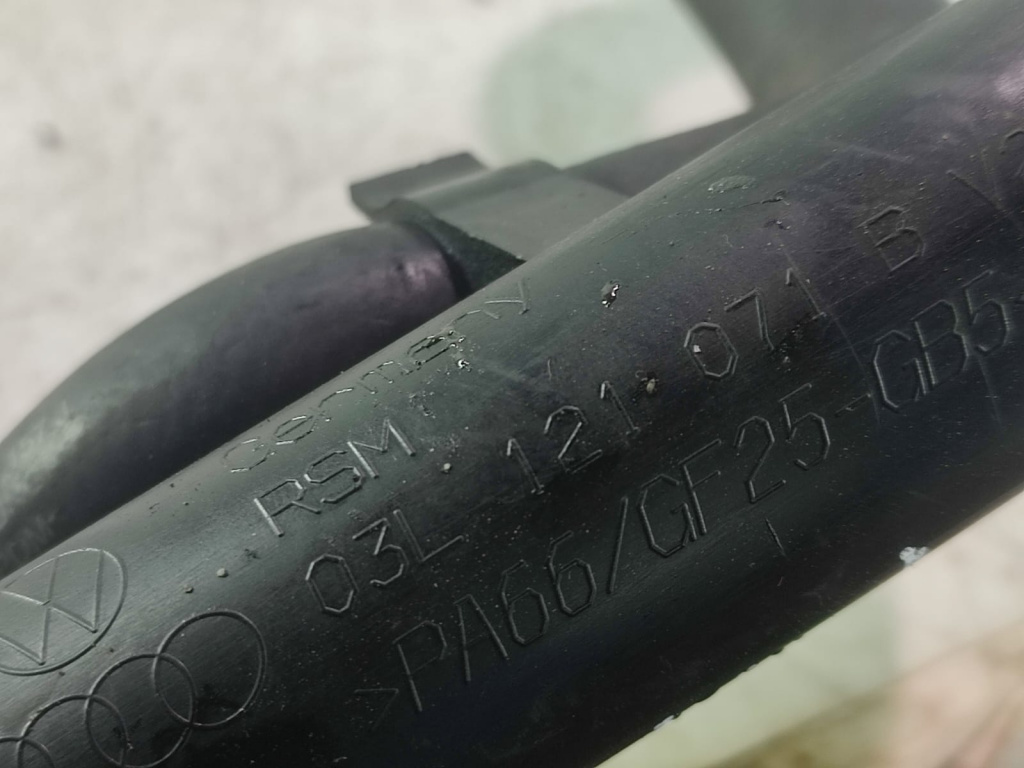 Germany
RSM
03L 121 071 B
>PA66/GF25-GB5